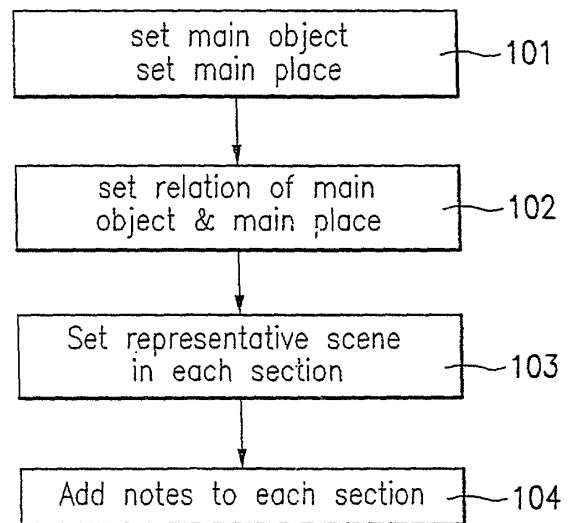 set main object
set main place
101
set relation of main
object & main place
102
Set representative scene
in each section
103
Add notes to each section
104